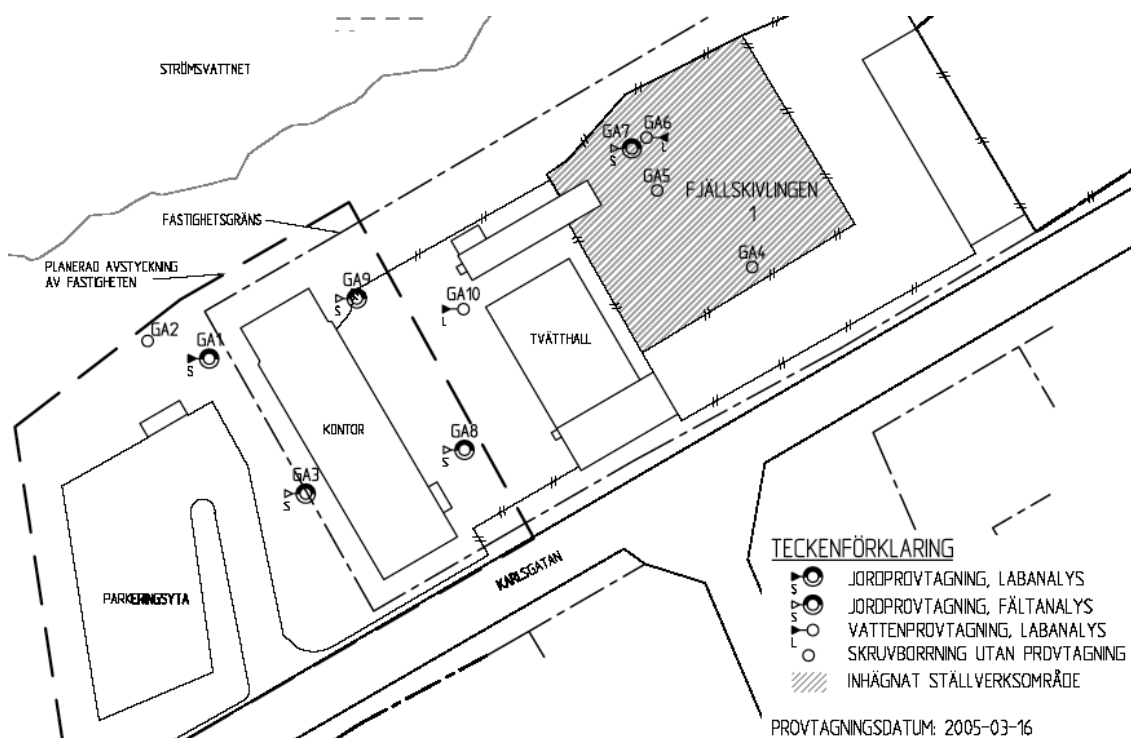 STRÖMSVATTNET
GA7
GA6
S
L
GA5
FJÄLLSKIVLINGEN
1
FASTIGHETSGRÄNS
PLANERAD AVSTYCKNING
AV FASTIGHETEN
GA4
GA9
S
GA10
L
GA2
GA1
S
TVÄTTHALL
KONTOR
GA8
S
GA3
S
KARLSGATAN
PARKERINGSYTA
TECKENFÖRKLARING
S JORDPROVTAGNING, LABANALYS
S JORDPROVTAGNING, FÄLTANALYS
L VATTENPROVTAGNING, LABANALYS
SKRUVBORRNING UTAN PROVTAGNING
INHÄGNAT STÄLLVERKSOMRÅDE
PROVTAGNINGSDATUM: 2005-03-16